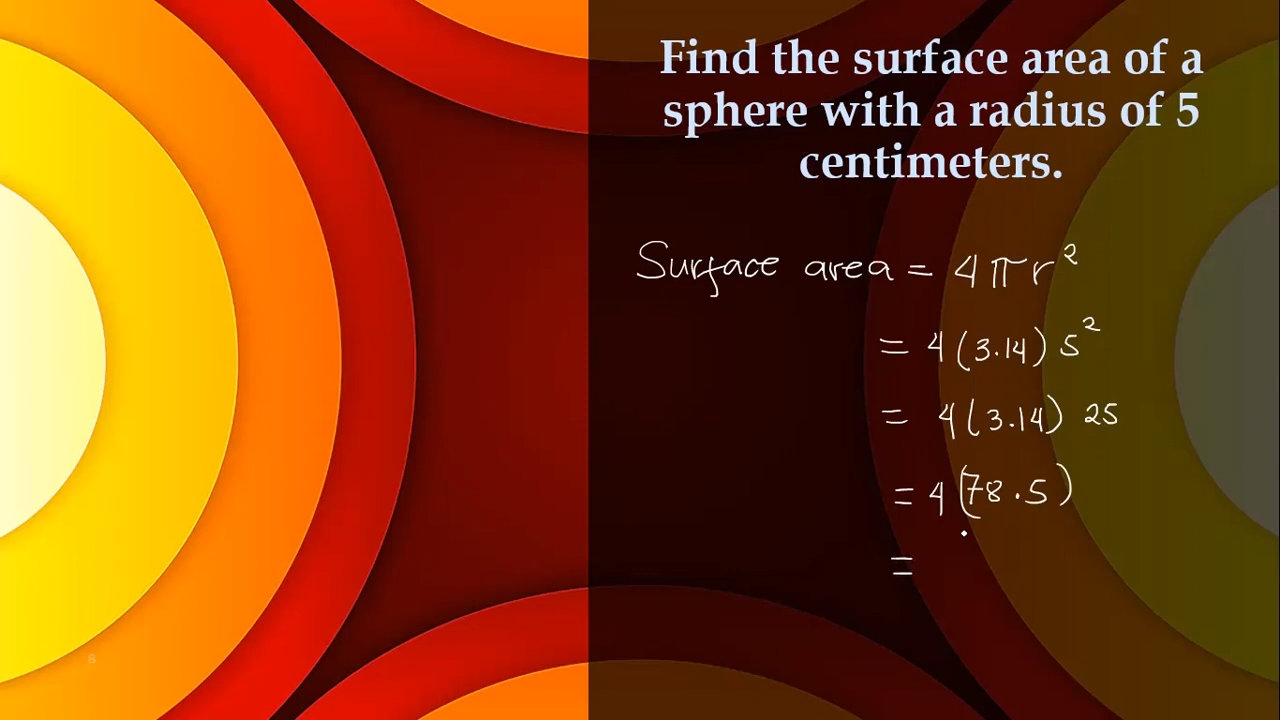 Find the surface area of a
sphere with a radius of 5
centimeters.
Surface area = 4πr²
= 4(3.14) 5²
= 4(3.14) 25
= 4(78.5)
=
8